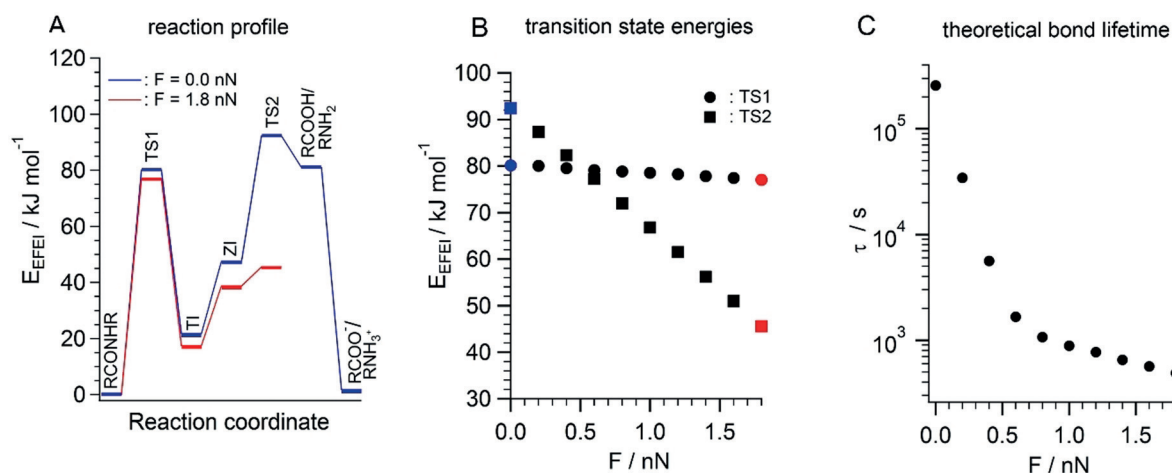 A reaction profile
E_EFEI / kJ mol⁻¹
120
100
80
60
40
20
0
: F = 0.0 nN
: F = 1.8 nN
RCONHR
TS1
TI
ZI
TS2
RCOOH/
RNH₂
RCOO⁻/
RNH₃⁺
Reaction coordinate
B transition state energies
E_EFEI / kJ mol⁻¹
100
90
80
70
60
50
40
30
: TS1
: TS2
0.0 0.5 1.0 1.5
F / nN
C theoretical bond lifetime
τ / s
10⁵
10⁴
10³
0.0 0.5 1.0 1.5
F / nN